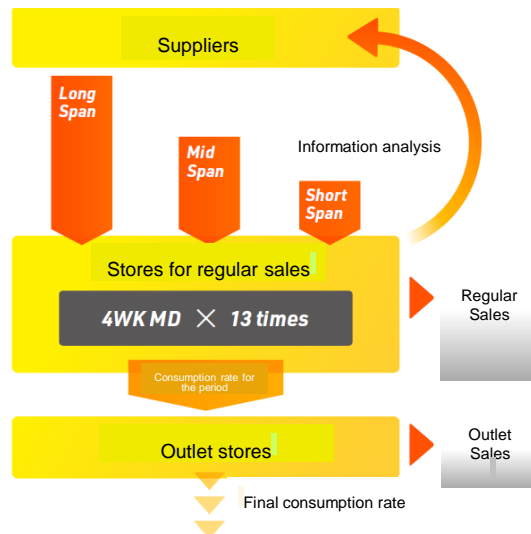 Suppliers
Long
Span
Mid
Span
Short
Span
Information analysis
Stores for regular sales
4WK MD × 13 times
Regular
Sales
Consumption rate for
the period
Outlet stores
Outlet
Sales
Final consumption rate